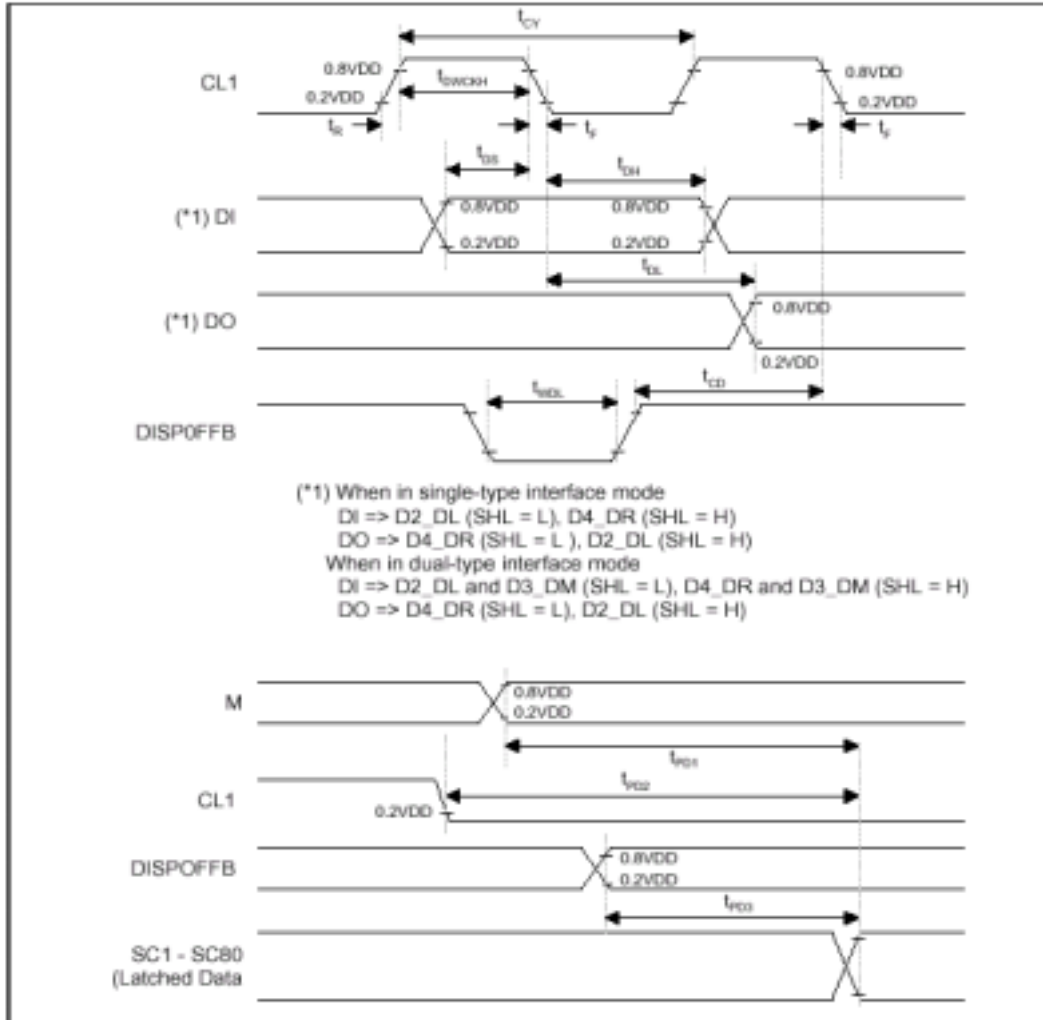 tCY
CL1
0.8VDD
0.2VDD
tDWCKH
0.8VDD
0.2VDD
tR
tF
tF
tDS
tDH
(*1) DI
0.8VDD
0.8VDD
0.2VDD
0.2VDD
tDL
(*1) DO
0.8VDD
0.2VDD
tCD
tWDL
DISP0FFB
(*1) When in single-type interface mode
DI => D2_DL (SHL = L), D4_DR (SHL = H)
DO => D4_DR (SHL = L ), D2_DL (SHL = H)
When in dual-type interface mode
DI => D2_DL and D3_DM (SHL = L), D4_DR and D3_DM (SHL = H)
DO => D4_DR (SHL = L), D2_DL (SHL = H)
M
0.8VDD
0.2VDD
tPD1
CL1
tPD2
0.2VDD
DISPOFFB
0.8VDD
0.2VDD
tPD3
SC1 - SC80
(Latched Data